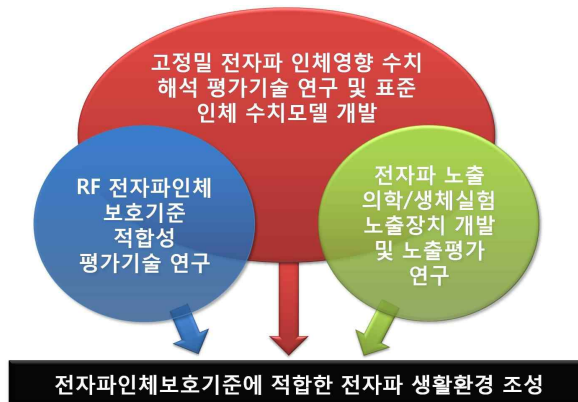 고정밀 전자파 인체영향 수치
해석 평가기술 연구 및 표준
인체 수치모델 개발
RF 전자파인체
보호기준
적합성
평가기술 연구
전자파 노출
의학/생체실험
노출장치 개발
및 노출평가
연구
전자파인체보호기준에 적합한 전자파 생활환경 조성